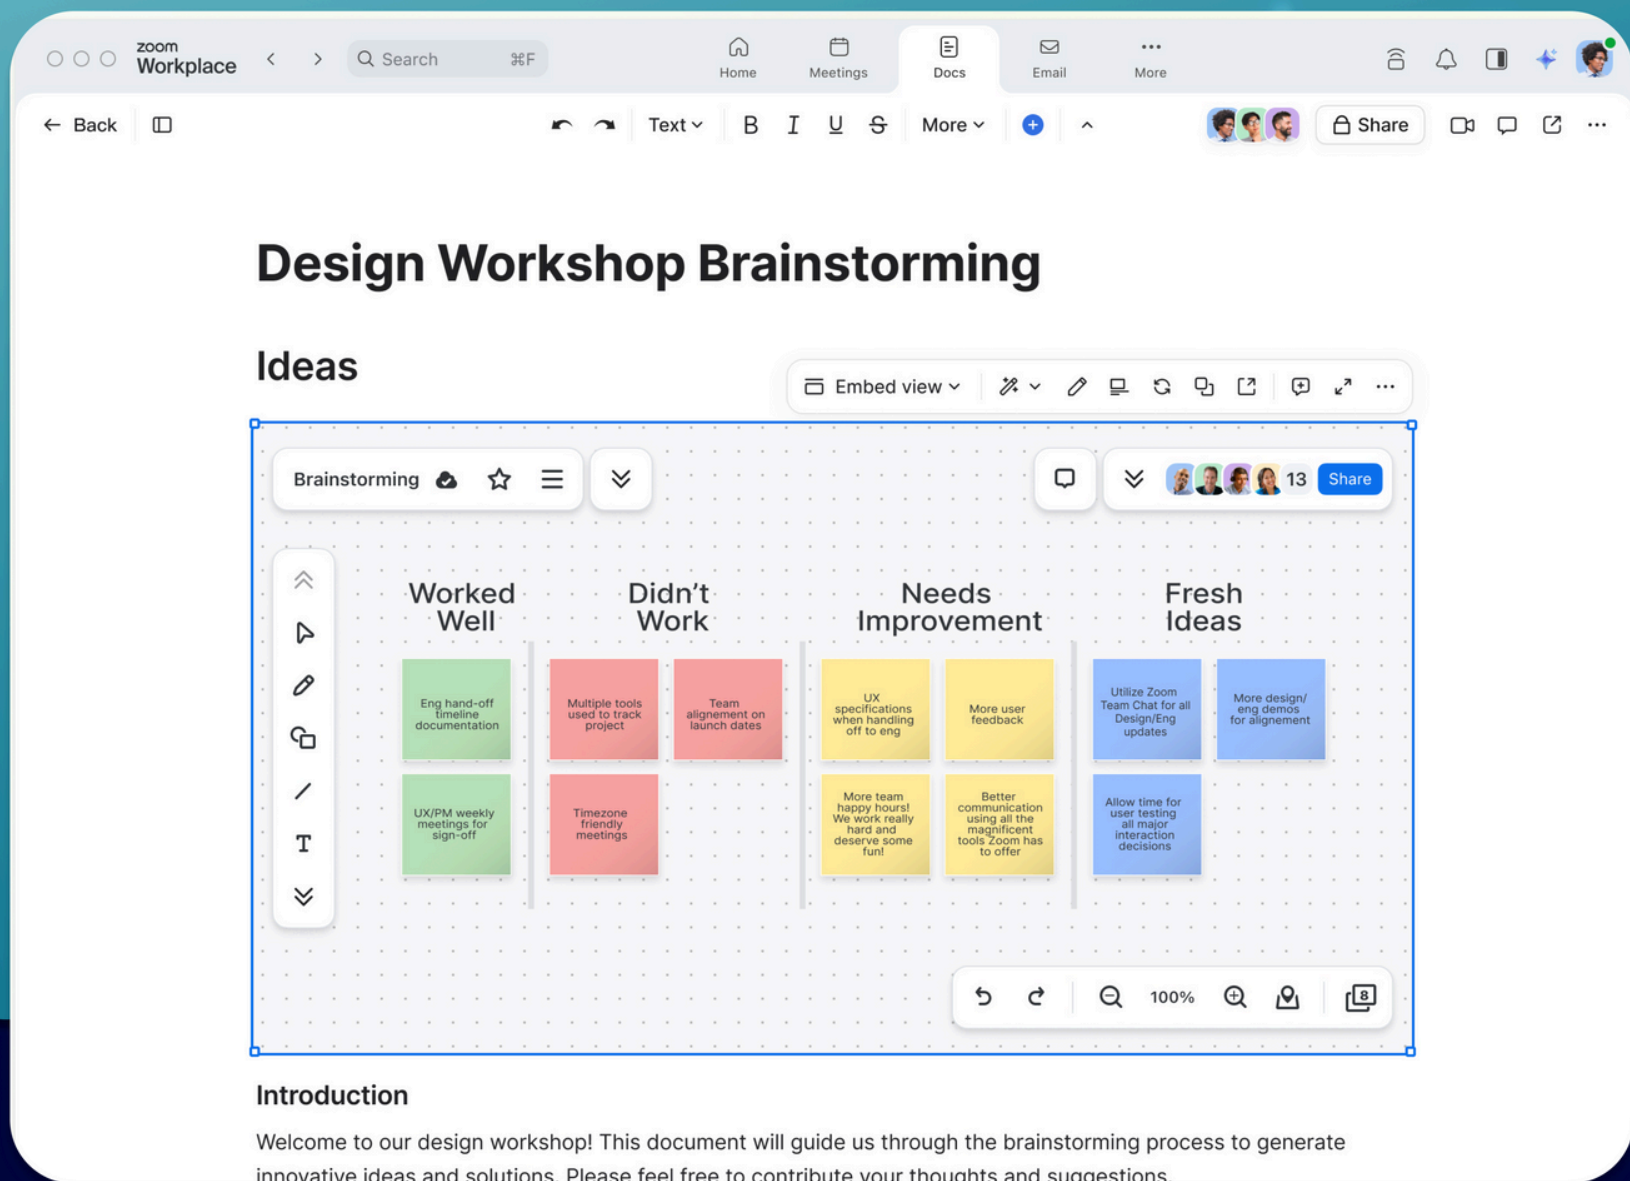 zoom
Workplace
Search ⌘F
Home
Meetings
Docs
Email
More
Back
Text
B I U S
More
Share
Design Workshop Brainstorming
Ideas
Embed view
Brainstorming
13
Share
Worked
Well
Didn't
Work
Needs
Improvement
Fresh
Ideas
Eng hand-off
timeline
documentation
Multiple tools
used to track
project
Team
alignement on
launch dates
UX
specifications
when handling
off to eng
More user
feedback
Utilize Zoom
Team Chat for all
Design/Eng
updates
More design/
eng demos
for alignement
UX/PM weekly
meetings for
sign-off
Timezone
friendly
meetings
More team
happy hours!
We work really
hard and
deserve some
fun!
Better
communication
using all the
magnificent
tools Zoom has
to offer
Allow time for
user testing
all major
interaction
decisions
T
100%
8
Introduction
Welcome to our design workshop! This document will guide us through the brainstorming process to generate
innovative ideas and solutions. Please feel free to contribute your thoughts and suggestions.